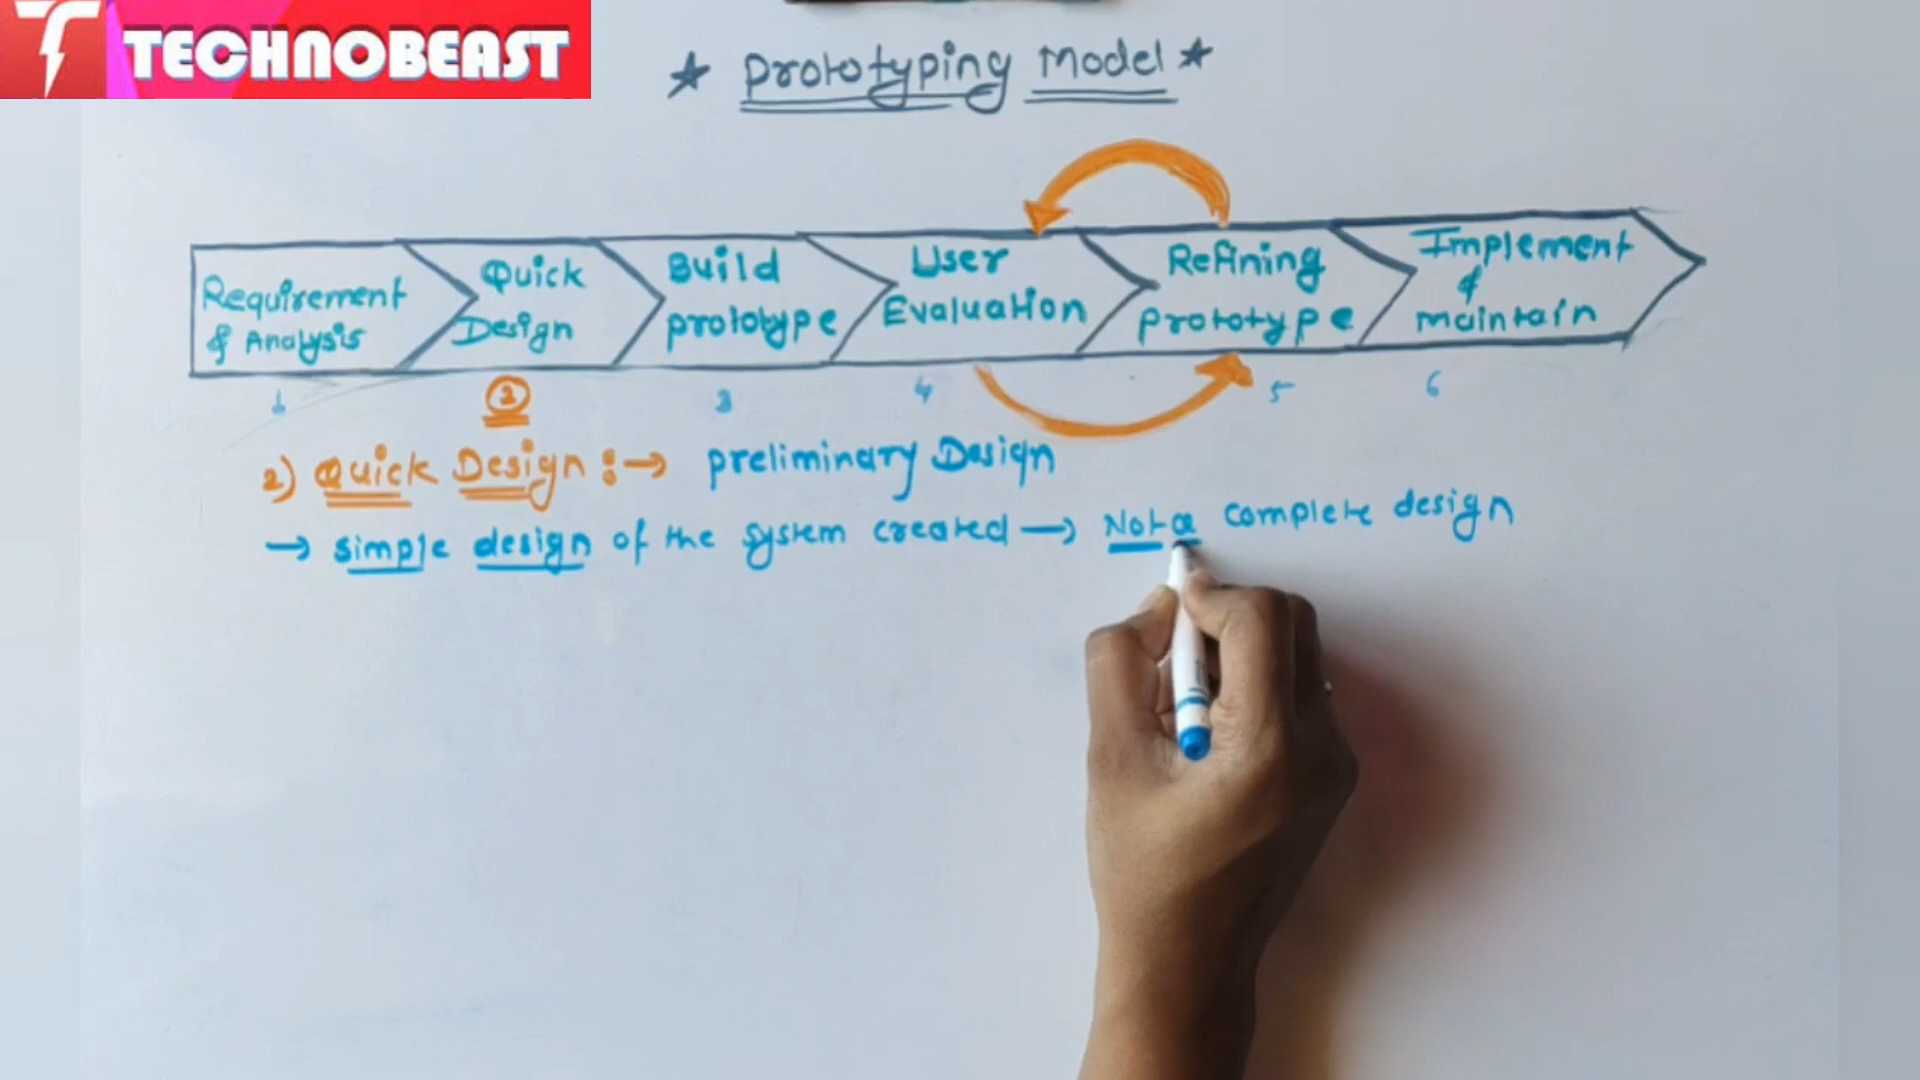 TECHNOBEAST
★ Prototyping Model ★
Requirement & Analysis
Quick Design
Build prototype
User Evaluation
Refining prototype
Implement & maintain
1 2 3 4 5 6
2) Quick Design :→ preliminary Design
→ simple design of the system created → Not a complete design